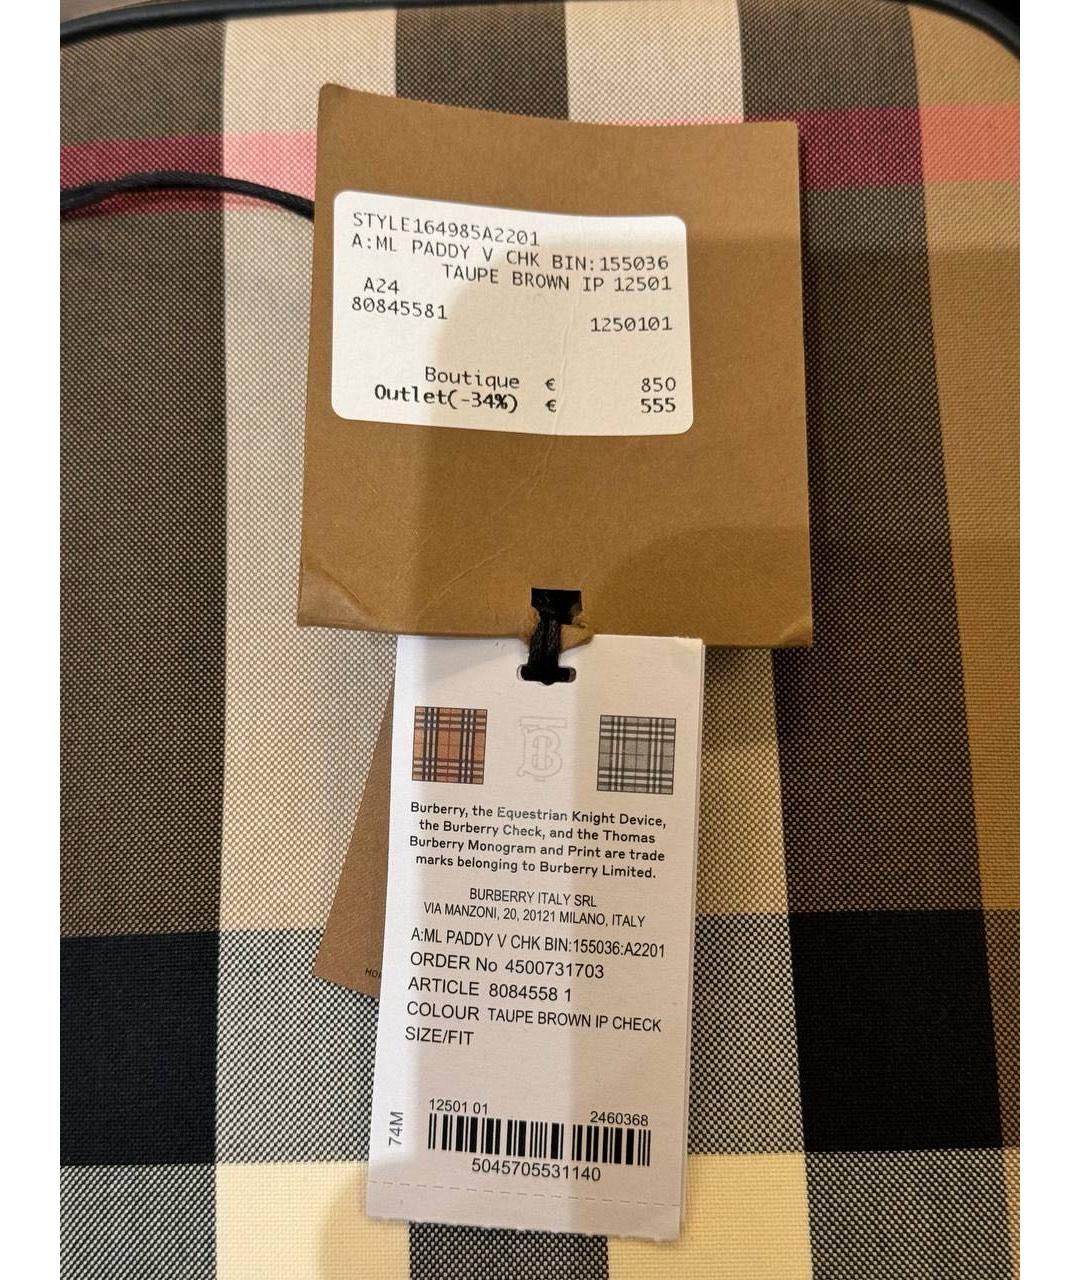 STYLE164985A2201
A:ML PADDY V CHK BIN:155036
TAUPE BROWN IP 12501
A24
80845581
1250101
Boutique € 850
Outlet(-34%) € 555
Burberry, the Equestrian Knight Device,
the Burberry Check, and the Thomas
Burberry Monogram and Print are trade
marks belonging to Burberry Limited.
BURBERRY ITALY SRL
VIA MANZONI, 20, 20121 MILANO, ITALY
A:ML PADDY V CHK BIN:155036:A2201
ORDER No 4500731703
ARTICLE 8084558 1
COLOUR TAUPE BROWN IP CHECK
SIZE/FIT
12501 01 2460368
74M
5045705531140